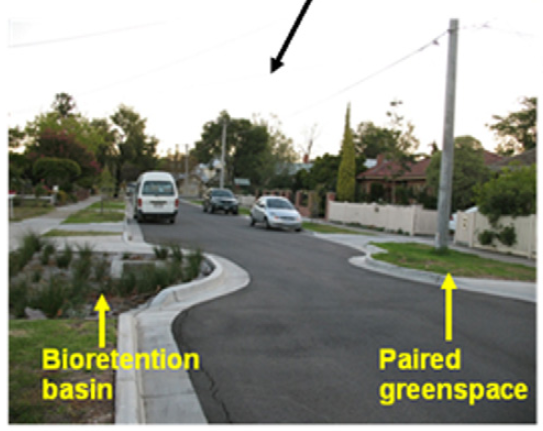 Bioretention
basin
Paired
greenspace